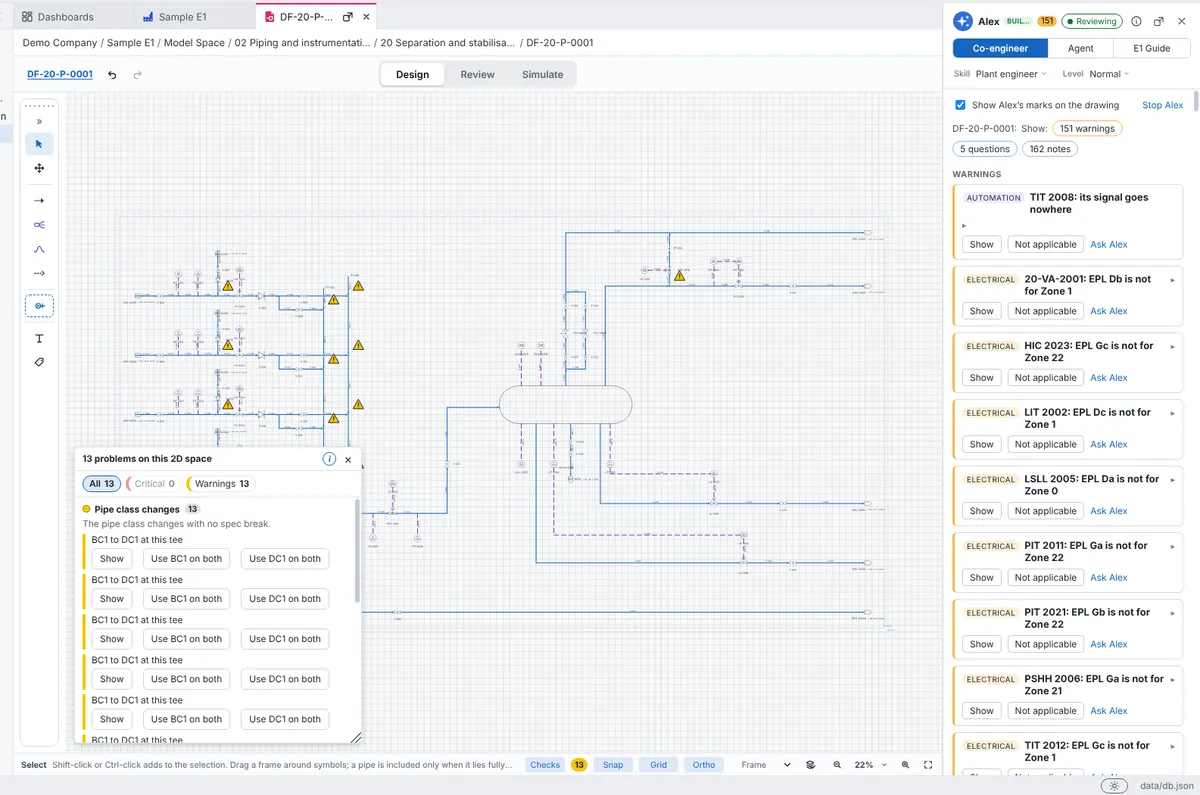 Dashboards
Sample E1
DF-20-P-...
Demo Company / Sample E1 / Model Space / 02 Piping and instrumentati... / 20 Separation and stabilisa... / DF-20-P-0001
DF-20-P-0001
Design
Review
Simulate
13 problems on this 2D space
All 13
Critical 0
Warnings 13
Pipe class changes 13
The pipe class changes with no spec break.
BC1 to DC1 at this tee
Show
Use BC1 on both
Use DC1 on both
BC1 to DC1 at this tee
Show
Use BC1 on both
Use DC1 on both
BC1 to DC1 at this tee
Show
Use BC1 on both
Use DC1 on both
BC1 to DC1 at this tee
Show
Use BC1 on both
Use DC1 on both
BC1 to DC1 at this tee
Show
Use BC1 on both
Use DC1 on both
BC1 to DC1 at this tee
Select
Shift-click or Ctrl-click adds to the selection. Drag a frame around symbols; a pipe is included only when it lies fully...
Checks
13
Snap
Grid
Ortho
Frame
22%
data/db.json
Alex
BUIL...
151
Reviewing
Co-engineer
Agent
E1 Guide
Skill Plant engineer
Level Normal
Show Alex's marks on the drawing
Stop Alex
DF-20-P-0001: Show:
151 warnings
5 questions
162 notes
WARNINGS
AUTOMATION
TIT 2008: its signal goes
nowhere
Show
Not applicable
Ask Alex
ELECTRICAL
20-VA-2001: EPL Db is not
for Zone 1
Show
Not applicable
Ask Alex
ELECTRICAL
HIC 2023: EPL Gc is not for
Zone 22
Show
Not applicable
Ask Alex
ELECTRICAL
LIT 2002: EPL Dc is not for
Zone 1
Show
Not applicable
Ask Alex
ELECTRICAL
LSLL 2005: EPL Da is not for
Zone 0
Show
Not applicable
Ask Alex
ELECTRICAL
PIT 2011: EPL Ga is not for
Zone 22
Show
Not applicable
Ask Alex
ELECTRICAL
PIT 2021: EPL Gb is not for
Zone 22
Show
Not applicable
Ask Alex
ELECTRICAL
PSHH 2006: EPL Ga is not for
Zone 21
Show
Not applicable
Ask Alex
ELECTRICAL
TIT 2012: EPL Gc is not for
Zone 1